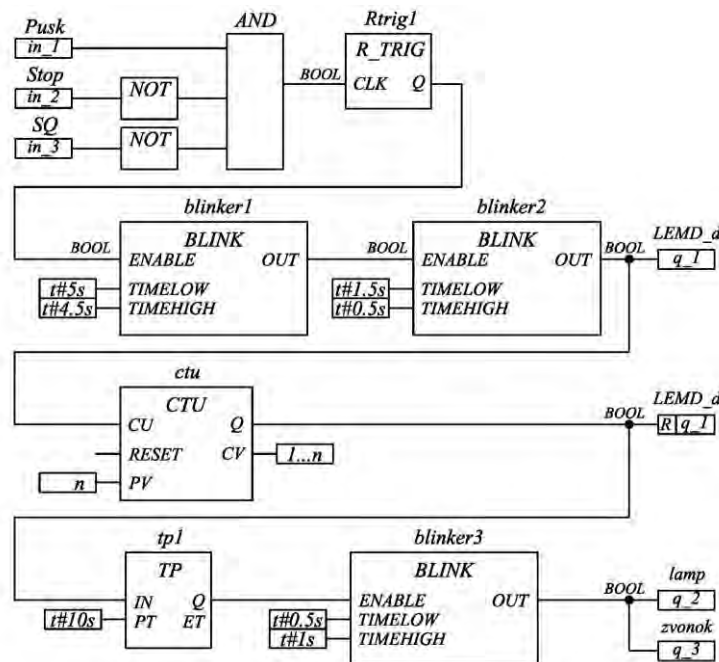 Pusk AND Rtrig1
in_1 R_TRIG
Stop BOOL CLK Q
in_2 NOT
SQ
in_3 NOT
blinker1 blinker2 LEMD_d
BOOL BLINK BOOL BLINK BOOL q_1
ENABLE OUT ENABLE OUT
t#5s TIMELOW t#1.5s TIMELOW
t#4.5s TIMEHIGH t#0.5s TIMEHIGH
ctu LEMD_d
CTU BOOL R q_1
CU Q
RESET CV 1...n
n PV
tp1 blinker3
TP BLINK lamp
IN Q ENABLE OUT BOOL q_2
t#10s PT ET t#0.5s TIMELOW zvonok
t#1s TIMEHIGH q_3